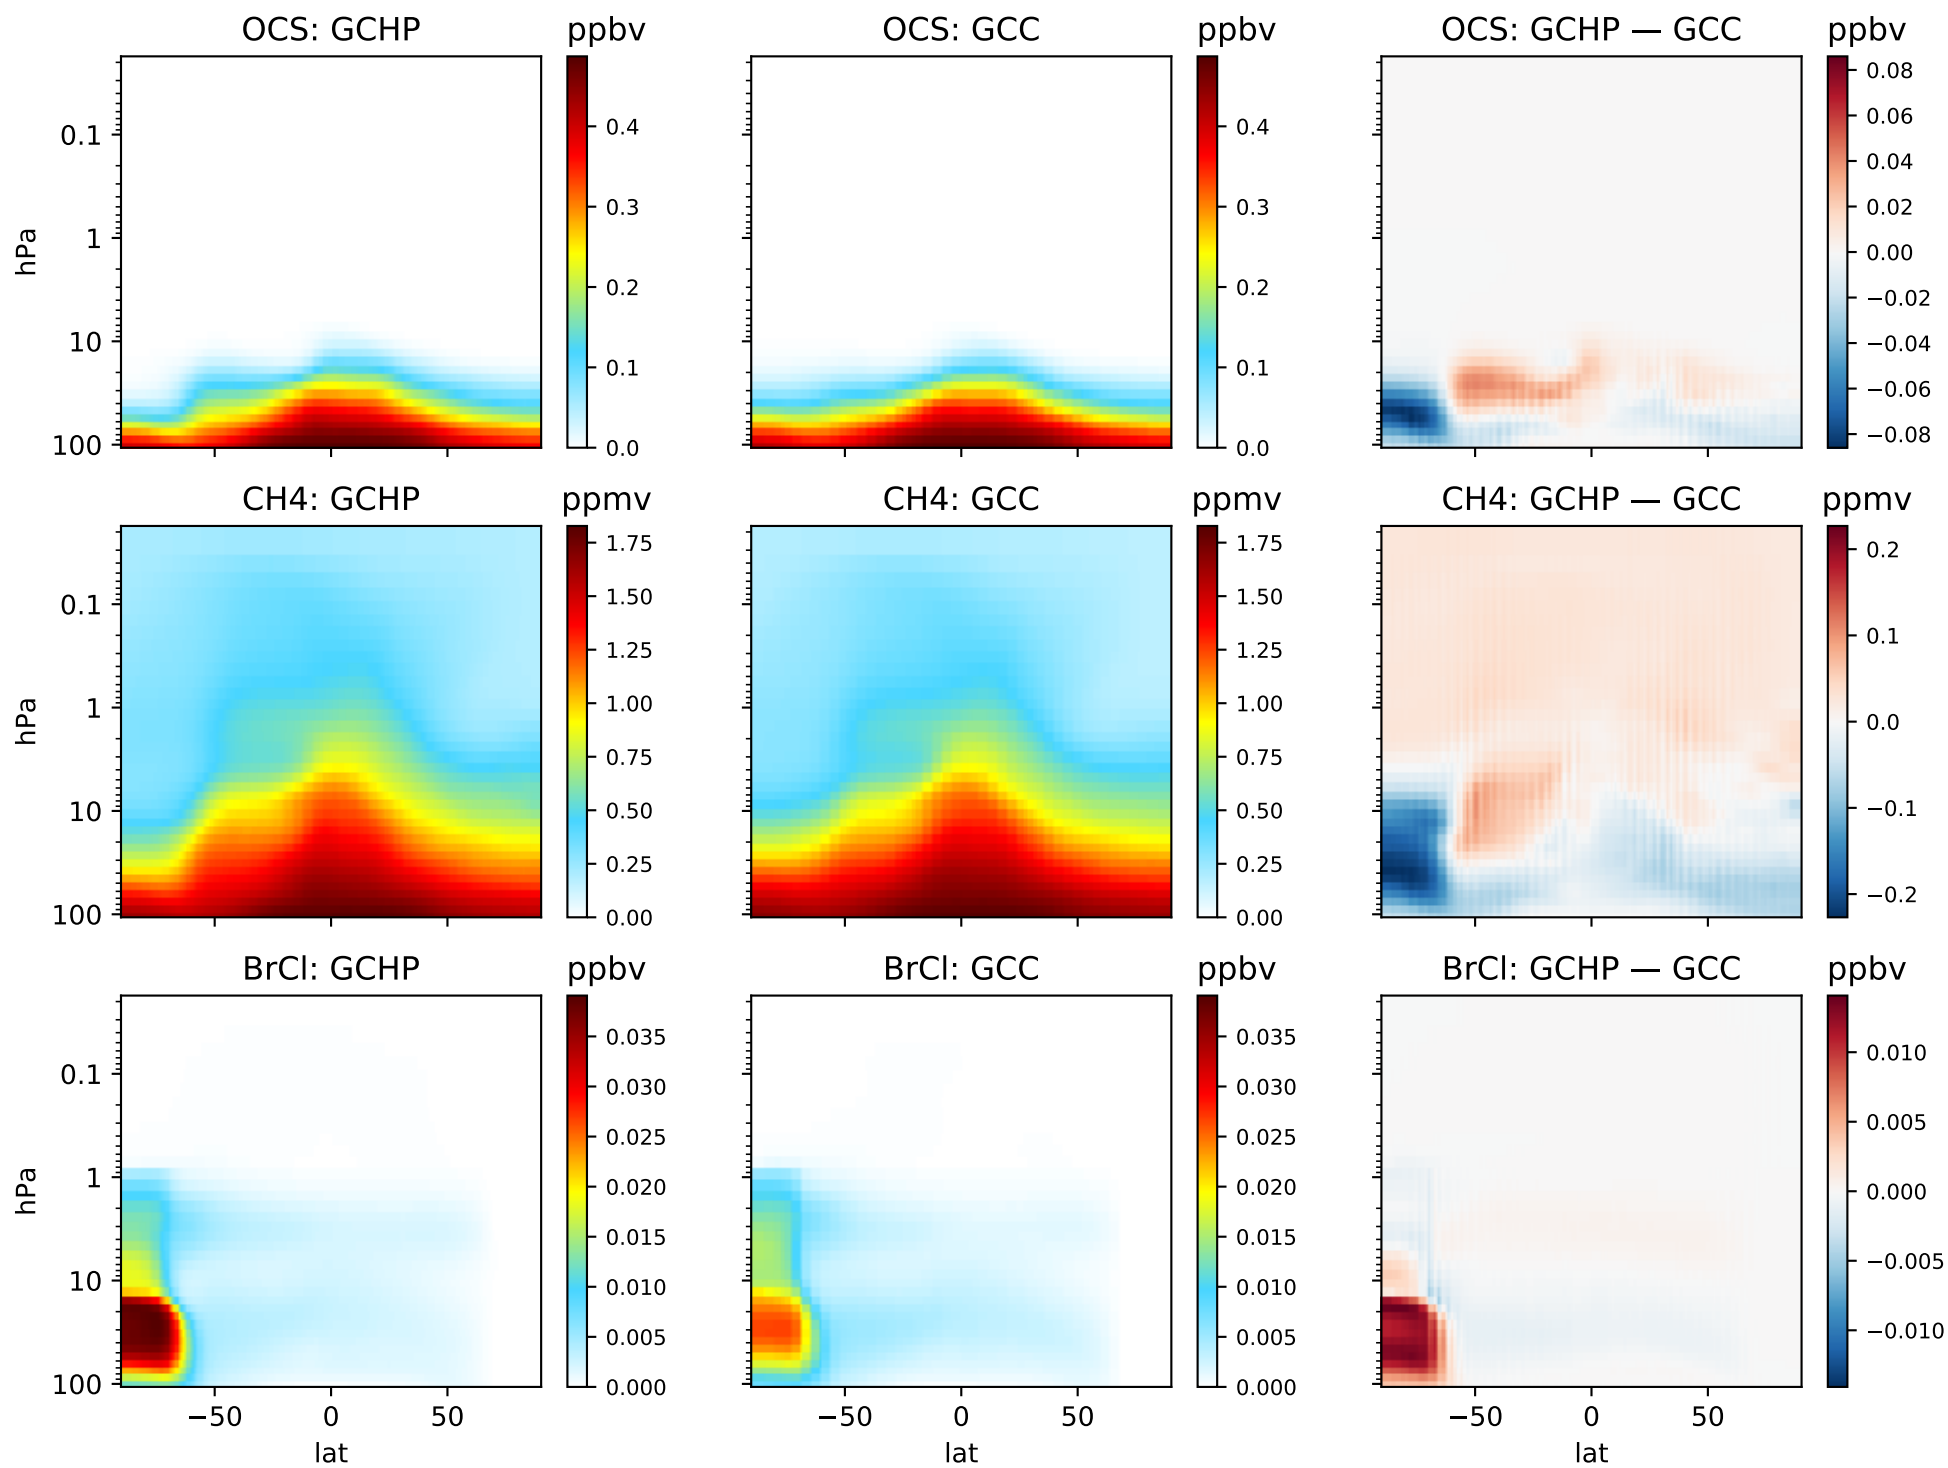 OCS: GCHP
ppbv
OCS: GCC
ppbv
OCS: GCHP — GCC
ppbv
hPa
0.1
1
10
100
0.4
0.3
0.2
0.1
0.0
0.4
0.3
0.2
0.1
0.0
0.08
0.06
0.04
0.02
0.00
−0.02
−0.04
−0.06
−0.08
CH4: GCHP
ppmv
CH4: GCC
ppmv
CH4: GCHP — GCC
ppmv
hPa
0.1
1
10
100
1.75
1.50
1.25
1.00
0.75
0.50
0.25
0.00
1.75
1.50
1.25
1.00
0.75
0.50
0.25
0.00
0.2
0.1
0.0
−0.1
−0.2
BrCl: GCHP
ppbv
BrCl: GCC
ppbv
BrCl: GCHP — GCC
ppbv
hPa
0.1
1
10
100
0.035
0.030
0.025
0.020
0.015
0.010
0.005
0.000
0.035
0.030
0.025
0.020
0.015
0.010
0.005
0.000
0.010
0.005
0.000
−0.005
−0.010
−50 0 50
lat
−50 0 50
lat
−50 0 50
lat